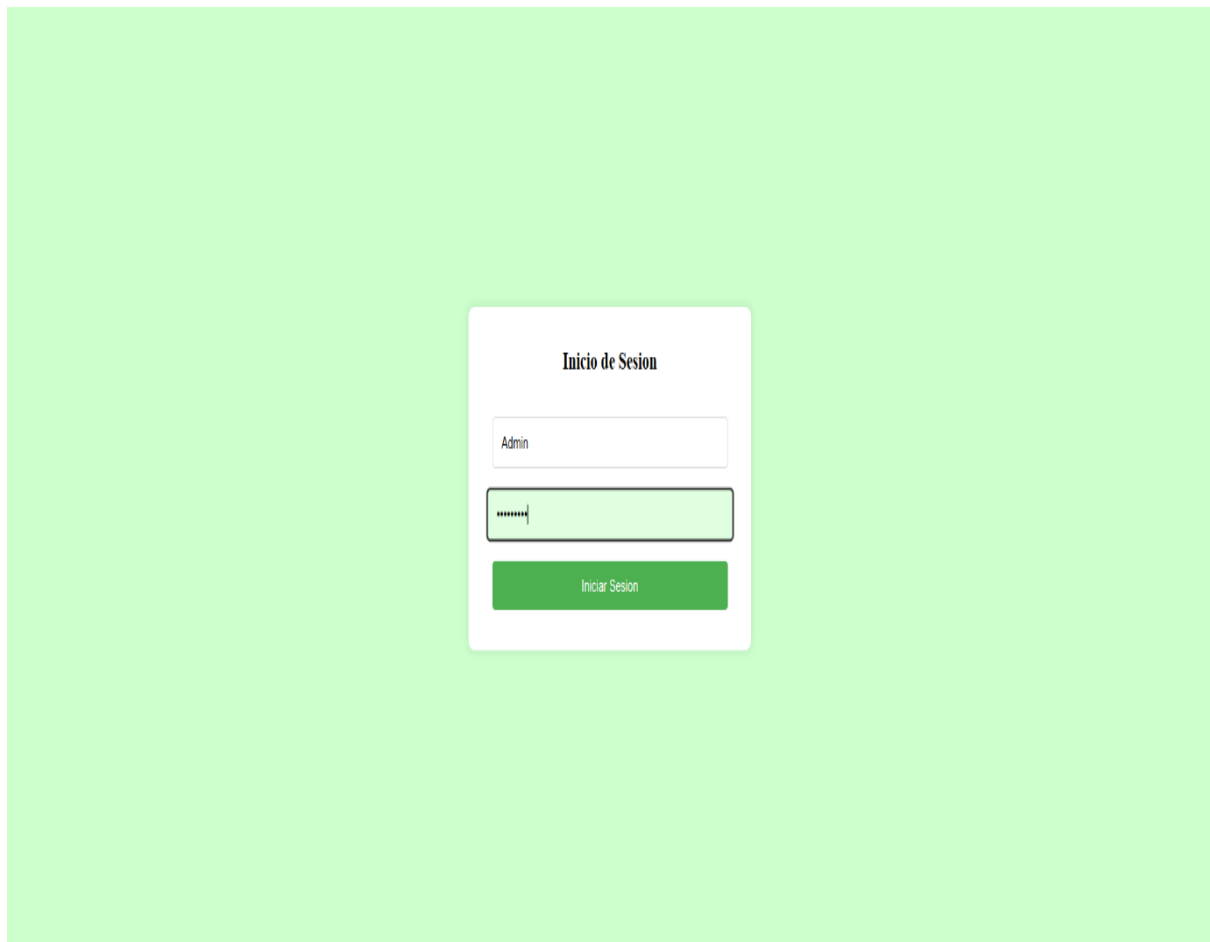 Inicio de Sesion
Admin
•••••••••
Iniciar Sesion